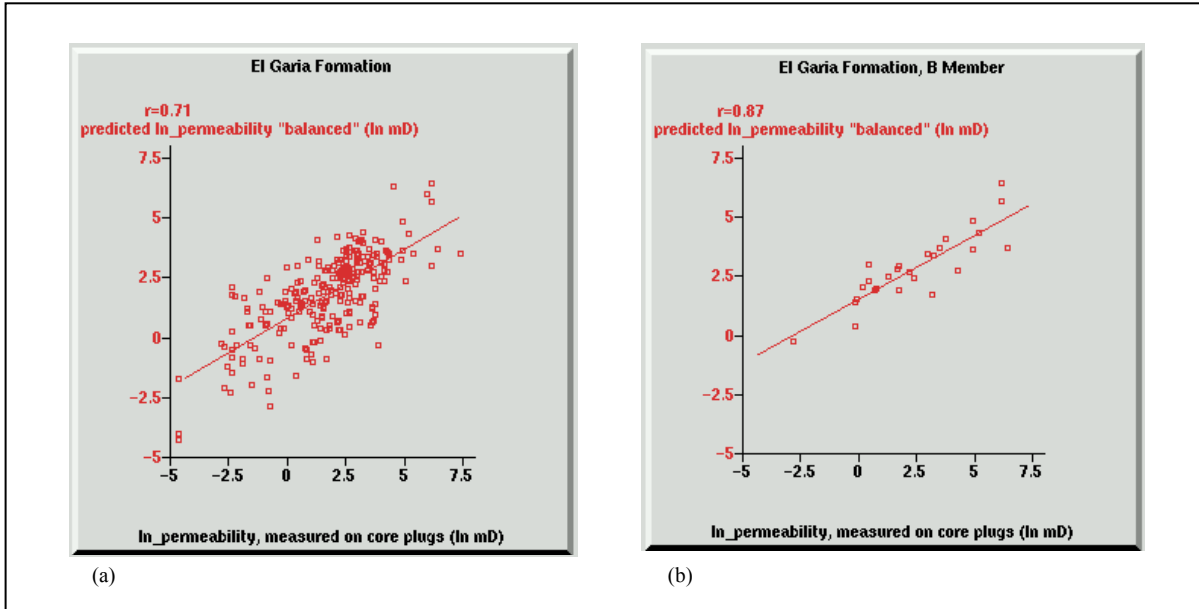 El Garia Formation
r=0.71
predicted ln_permeability "balanced" (ln mD)
7.5
5
2.5
0
−2.5
−5
−5 −2.5 0 2.5 5 7.5
ln_permeability, measured on core plugs (ln mD)
(a)
El Garia Formation, B Member
r=0.87
predicted ln_permeability "balanced" (ln mD)
7.5
5
2.5
0
−2.5
−5
−5 −2.5 0 2.5 5 7.5
ln_permeability, measured on core plugs (ln mD)
(b)